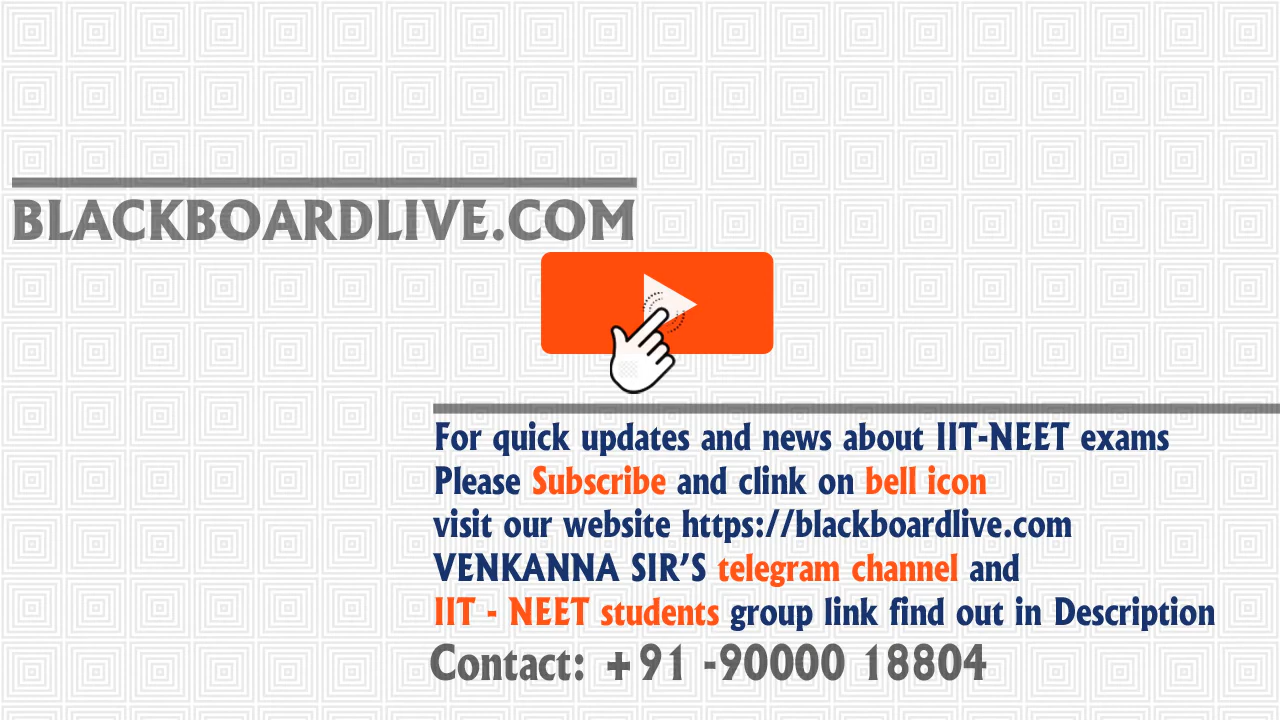 BLACKBOARDLIVE.COM
For quick updates and news about IIT-NEET exams
Please Subscribe and clink on bell icon
visit our website https://blackboardlive.com
VENKANNA SIR'S telegram channel and
IIT - NEET students group link find out in Description
Contact: +91 -90000 18804